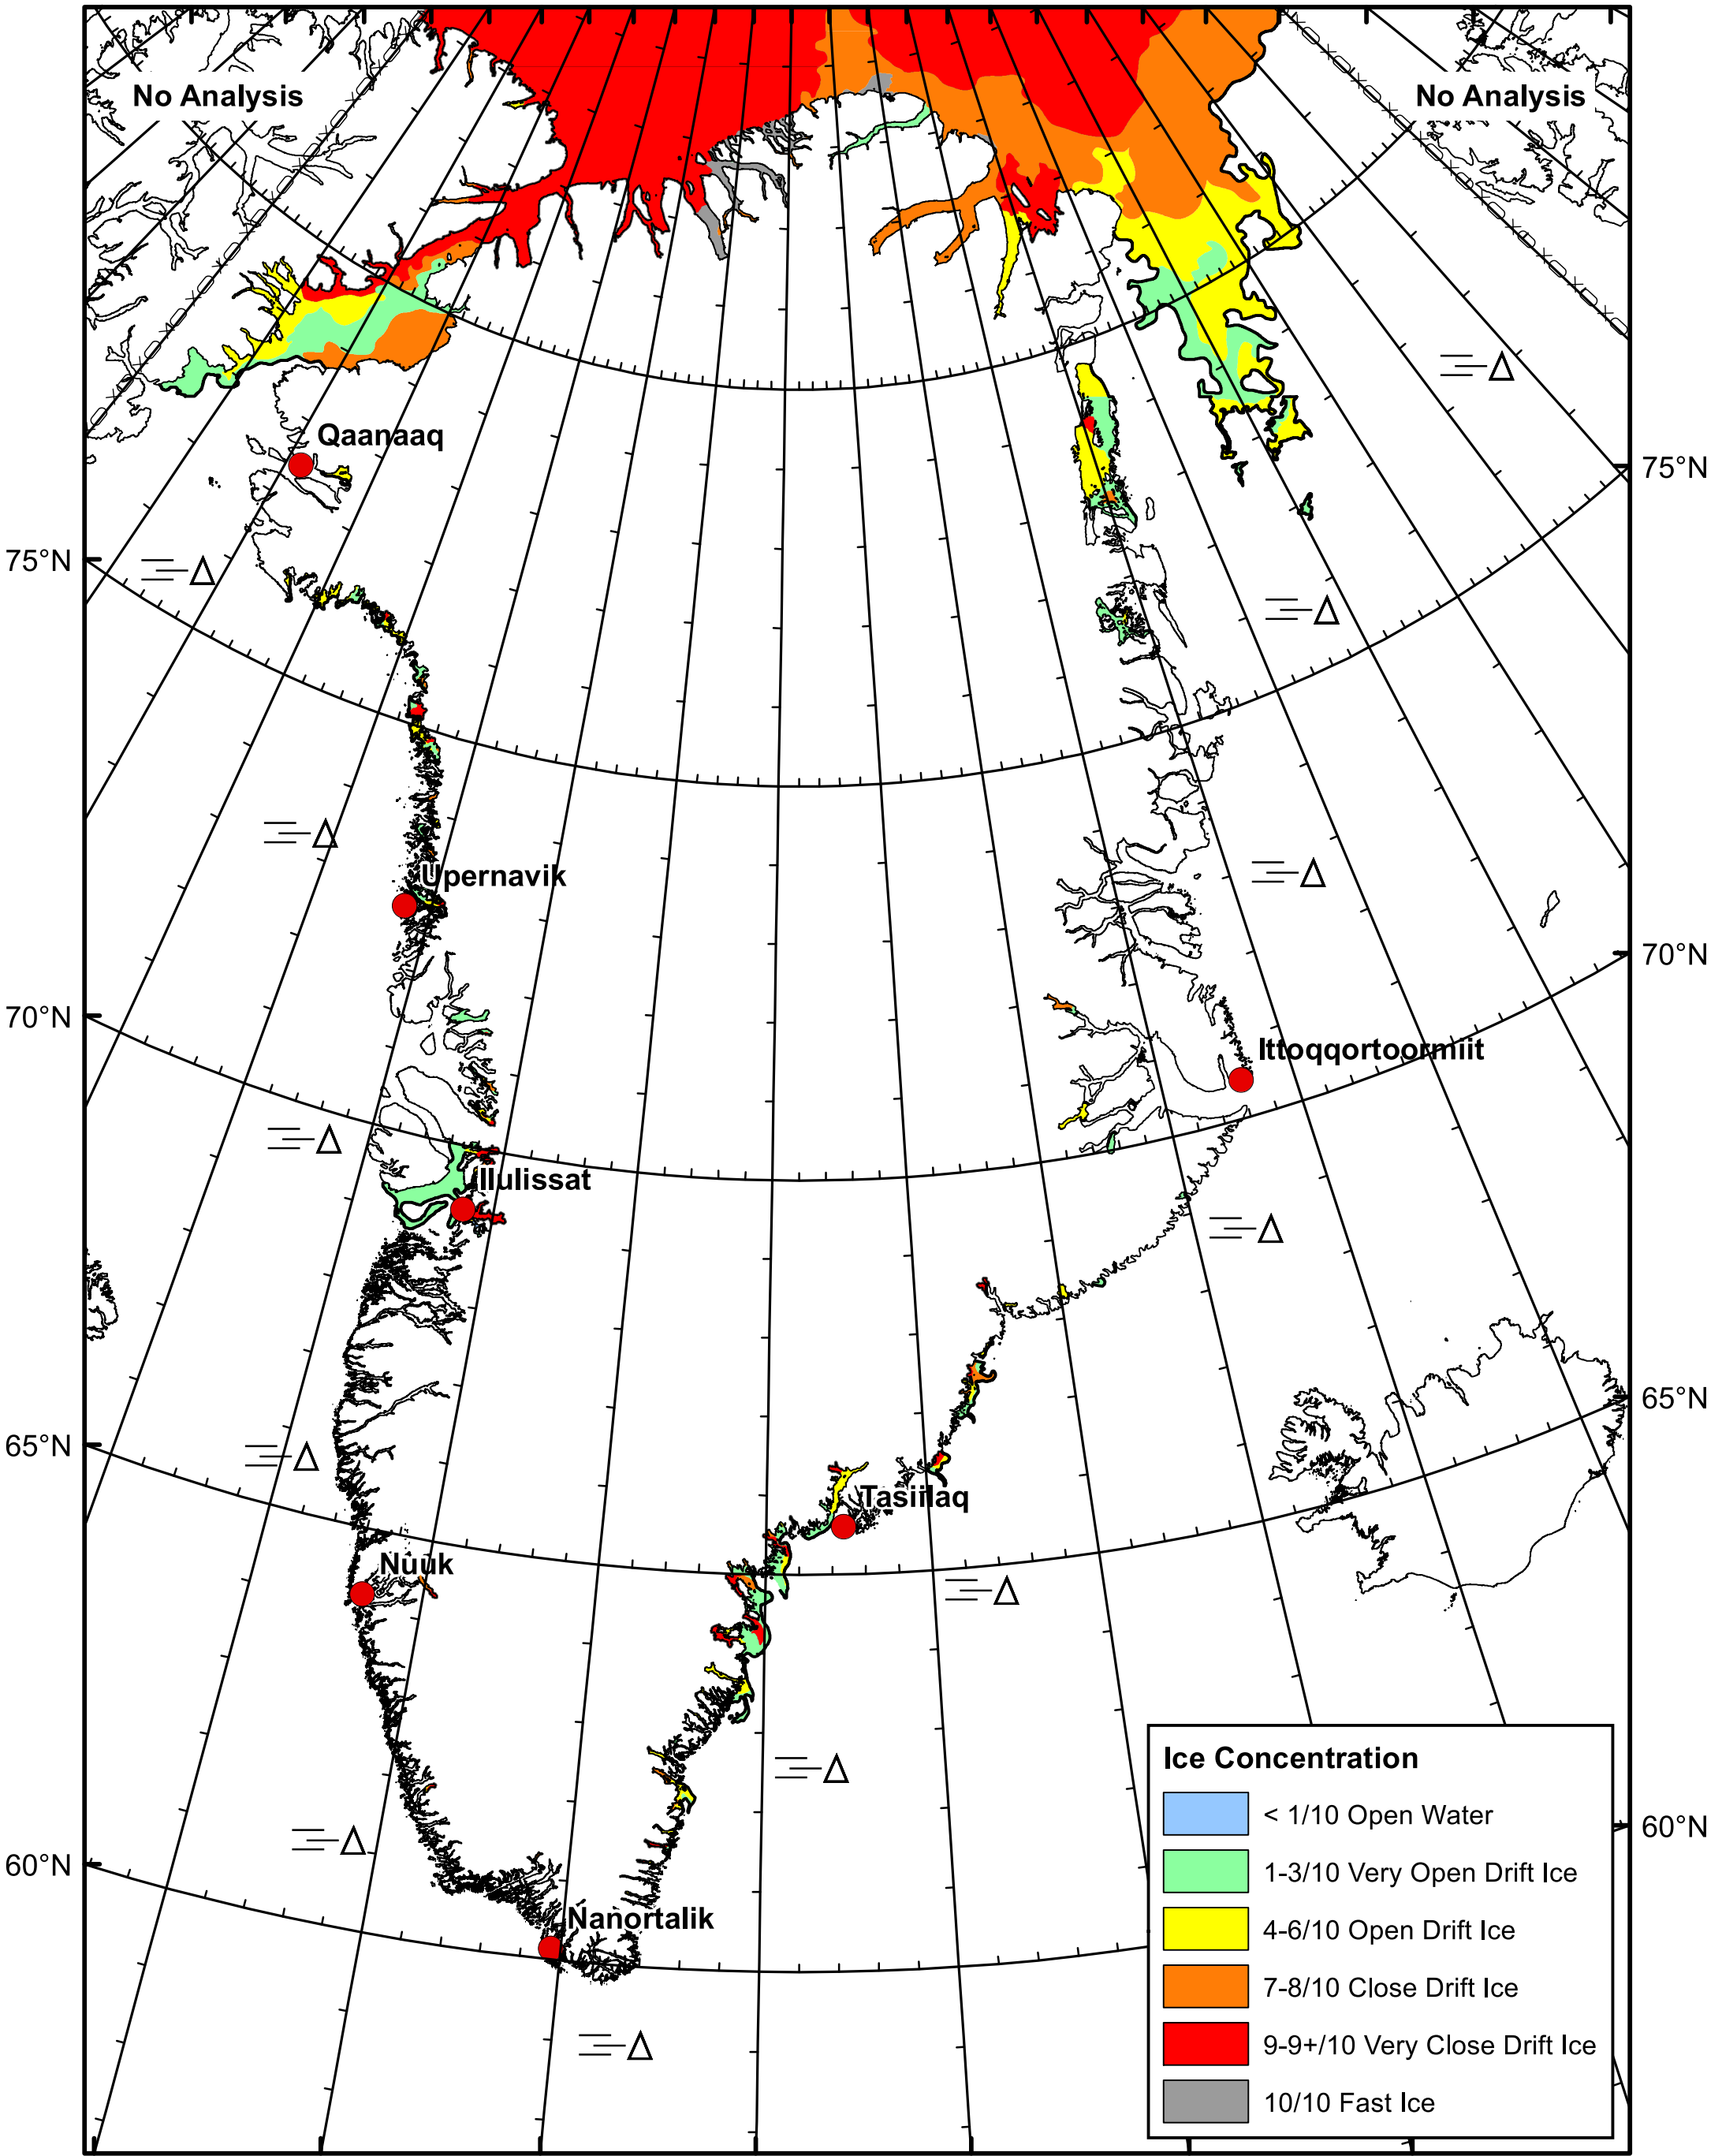 No Analysis
No Analysis
Qaanaaq
75°N
75°N
Upernavik
70°N
70°N
Ittoqqortoormiit
Illulissat
65°N
65°N
Tasiilaq
Nuuk
Ice Concentration
< 1/10 Open Water
1-3/10 Very Open Drift Ice
4-6/10 Open Drift Ice
7-8/10 Close Drift Ice
9-9+/10 Very Close Drift Ice
10/10 Fast Ice
60°N
60°N
Nanortalik